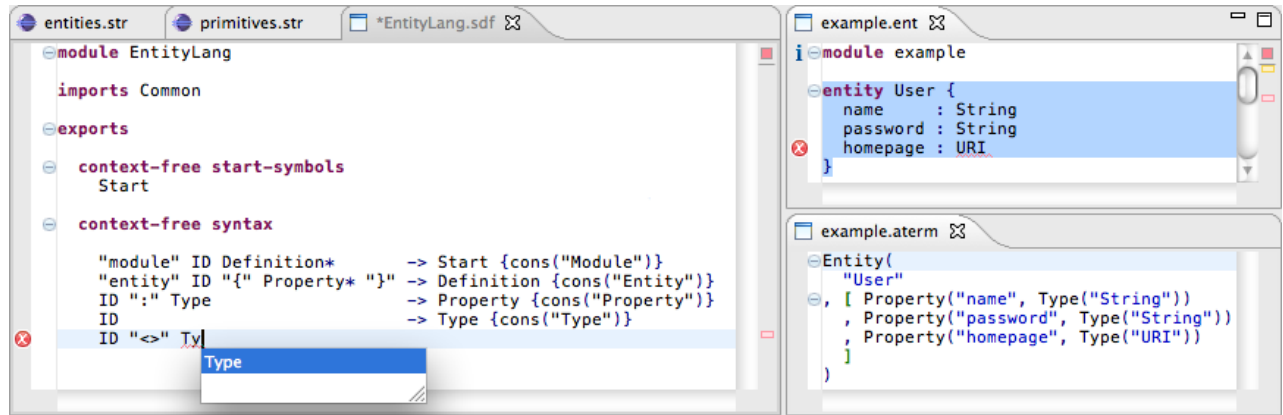 entities.str primitives.str *EntityLang.sdf
module EntityLang
imports Common
exports
context-free start-symbols
Start
context-free syntax
"module" ID Definition* -> Start {cons("Module")}
"entity" ID "{" Property* "}" -> Definition {cons("Entity")}
ID ":" Type -> Property {cons("Property")}
ID -> Type {cons("Type")}
ID "<>" Ty
Type
example.ent
i module example
entity User {
name : String
password : String
homepage : URI
}
example.aterm
Entity(
"User"
, [ Property("name", Type("String"))
, Property("password", Type("String"))
, Property("homepage", Type("URI"))
]
)